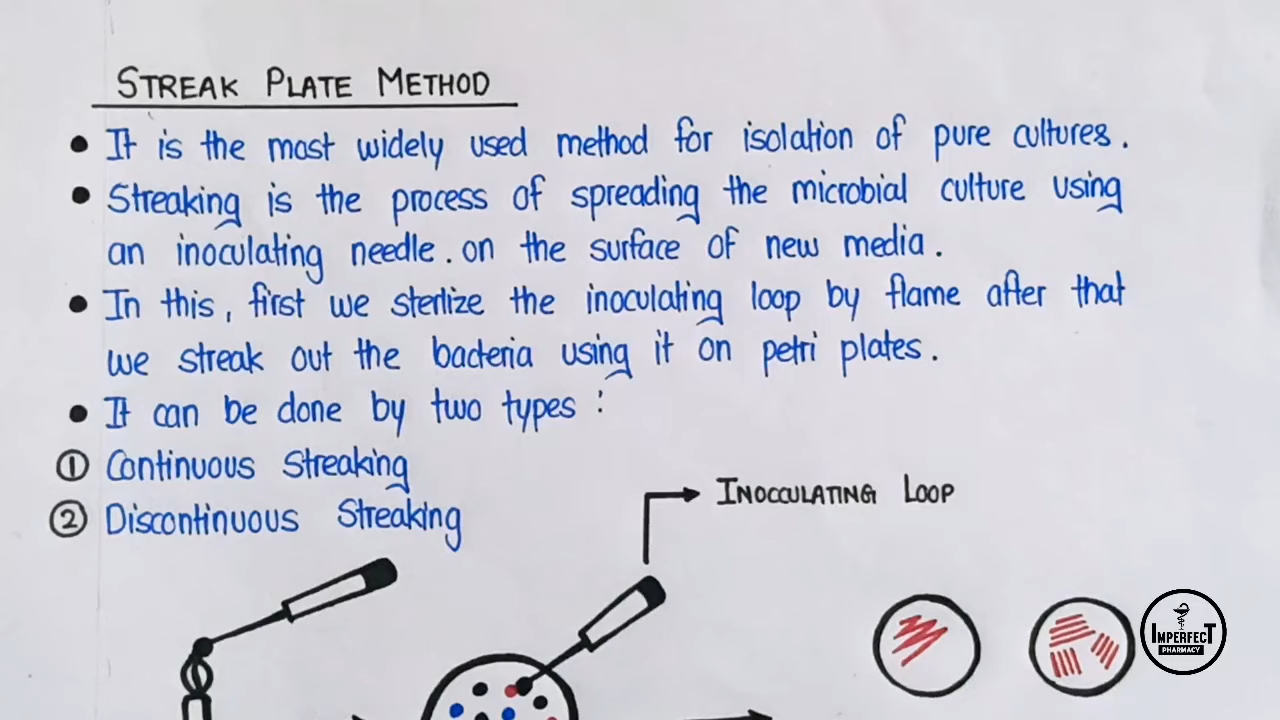 STREAK PLATE METHOD
• It is the most widely used method for isolation of pure cultures.
• Streaking is the process of spreading the microbial culture using
an inoculating needle. on the surface of new media.
• In this, first we sterlize the inoculating loop by flame after that
we streak out the bacteria using it on petri plates.
• It can be done by two types :
① Continuous Streaking
② Discontinuous Streaking
INOCCULATING LOOP
IMPERFECT
PHARMACY